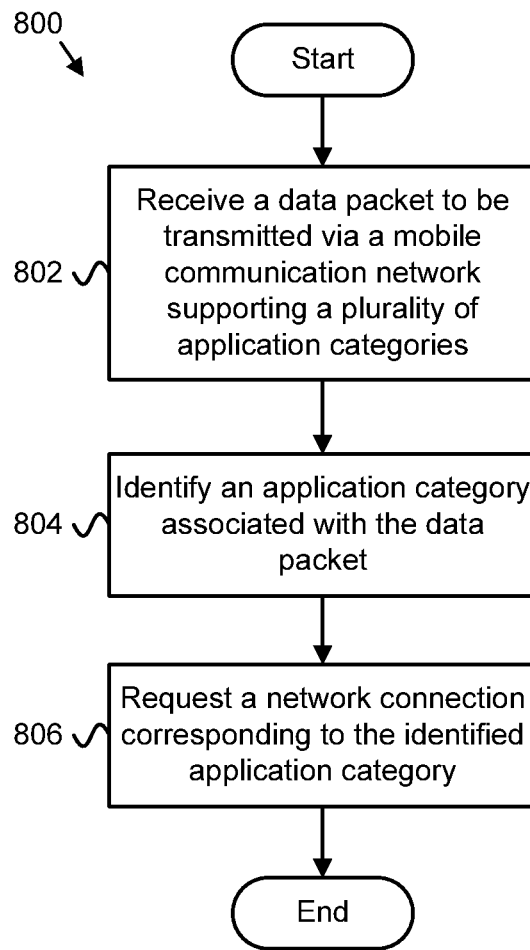 800
Start
802
Receive a data packet to be
transmitted via a mobile
communication network
supporting a plurality of
application categories
804
Identify an application category
associated with the data
packet
806
Request a network connection
corresponding to the identified
application category
End